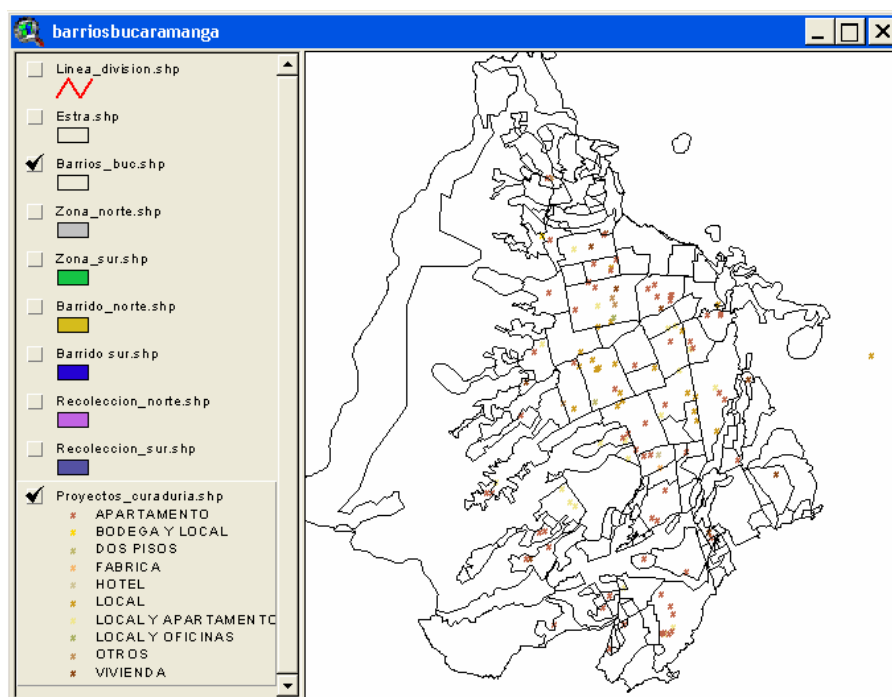 barriosbucaramanga
Linea_division.shp
Estra.shp
Barrios_buc.shp
Zona_norte.shp
Zona_sur.shp
Barrido_norte.shp
Barrido sur.shp
Recoleccion_norte.shp
Recoleccion_sur.shp
Proyectos_curaduria.shp
APARTAMENTO
BODEGA Y LOCAL
DOS PISOS
FABRICA
HOTEL
LOCAL
LOCAL Y APARTAMENTO
LOCAL Y OFICINAS
OTROS
VIVIENDA